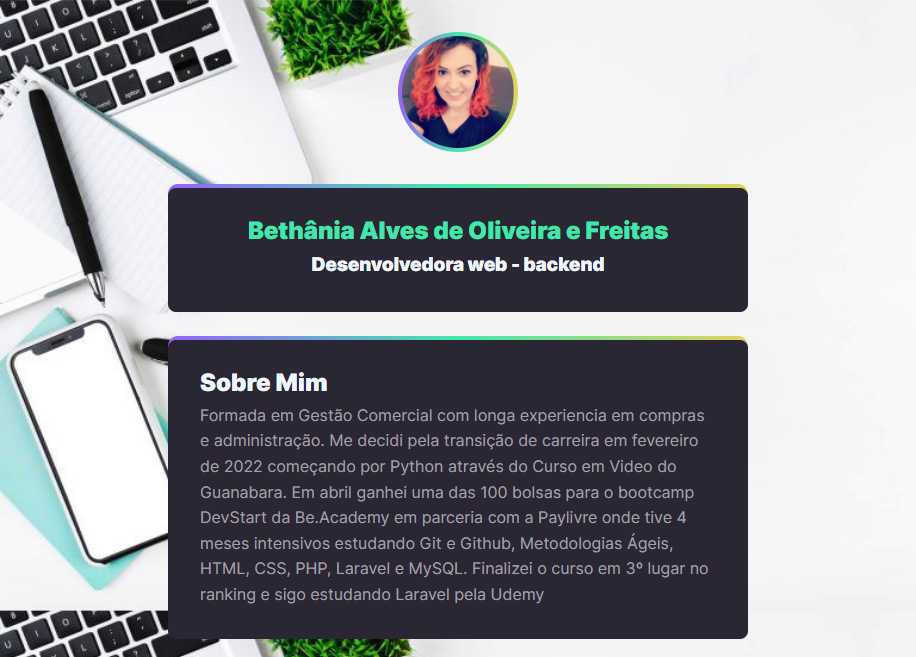 Bethânia Alves de Oliveira e Freitas
Desenvolvedora web - backend
Sobre Mim
Formada em Gestão Comercial com longa experiencia em compras
e administração. Me decidi pela transição de carreira em fevereiro
de 2022 começando por Python através do Curso em Video do
Guanabara. Em abril ganhei uma das 100 bolsas para o bootcamp
DevStart da Be.Academy em parceria com a Paylivre onde tive 4
meses intensivos estudando Git e Github, Metodologias Ágeis,
HTML, CSS, PHP, Laravel e MySQL. Finalizei o curso em 3º lugar no
ranking e sigo estudando Laravel pela Udemy